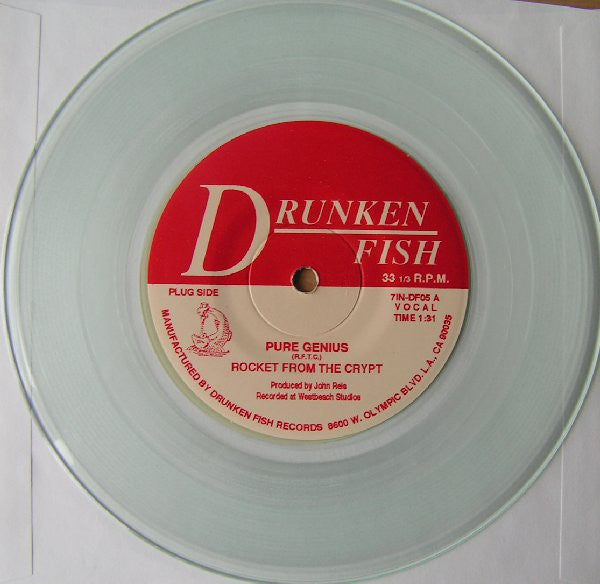 DRUNKEN
FISH
33 1/3 R.P.M.
PLUG SIDE
7IN-DF05 A
VOCAL
TIME 1:31
PURE GENIUS
(R.F.T.C.)
ROCKET FROM THE CRYPT
Produced by John Reis
Recorded at Westbeach Studios
MANUFACTURED BY DRUNKEN FISH RECORDS 8600 W. OLYMPIC BLVD. L.A., CA 90035